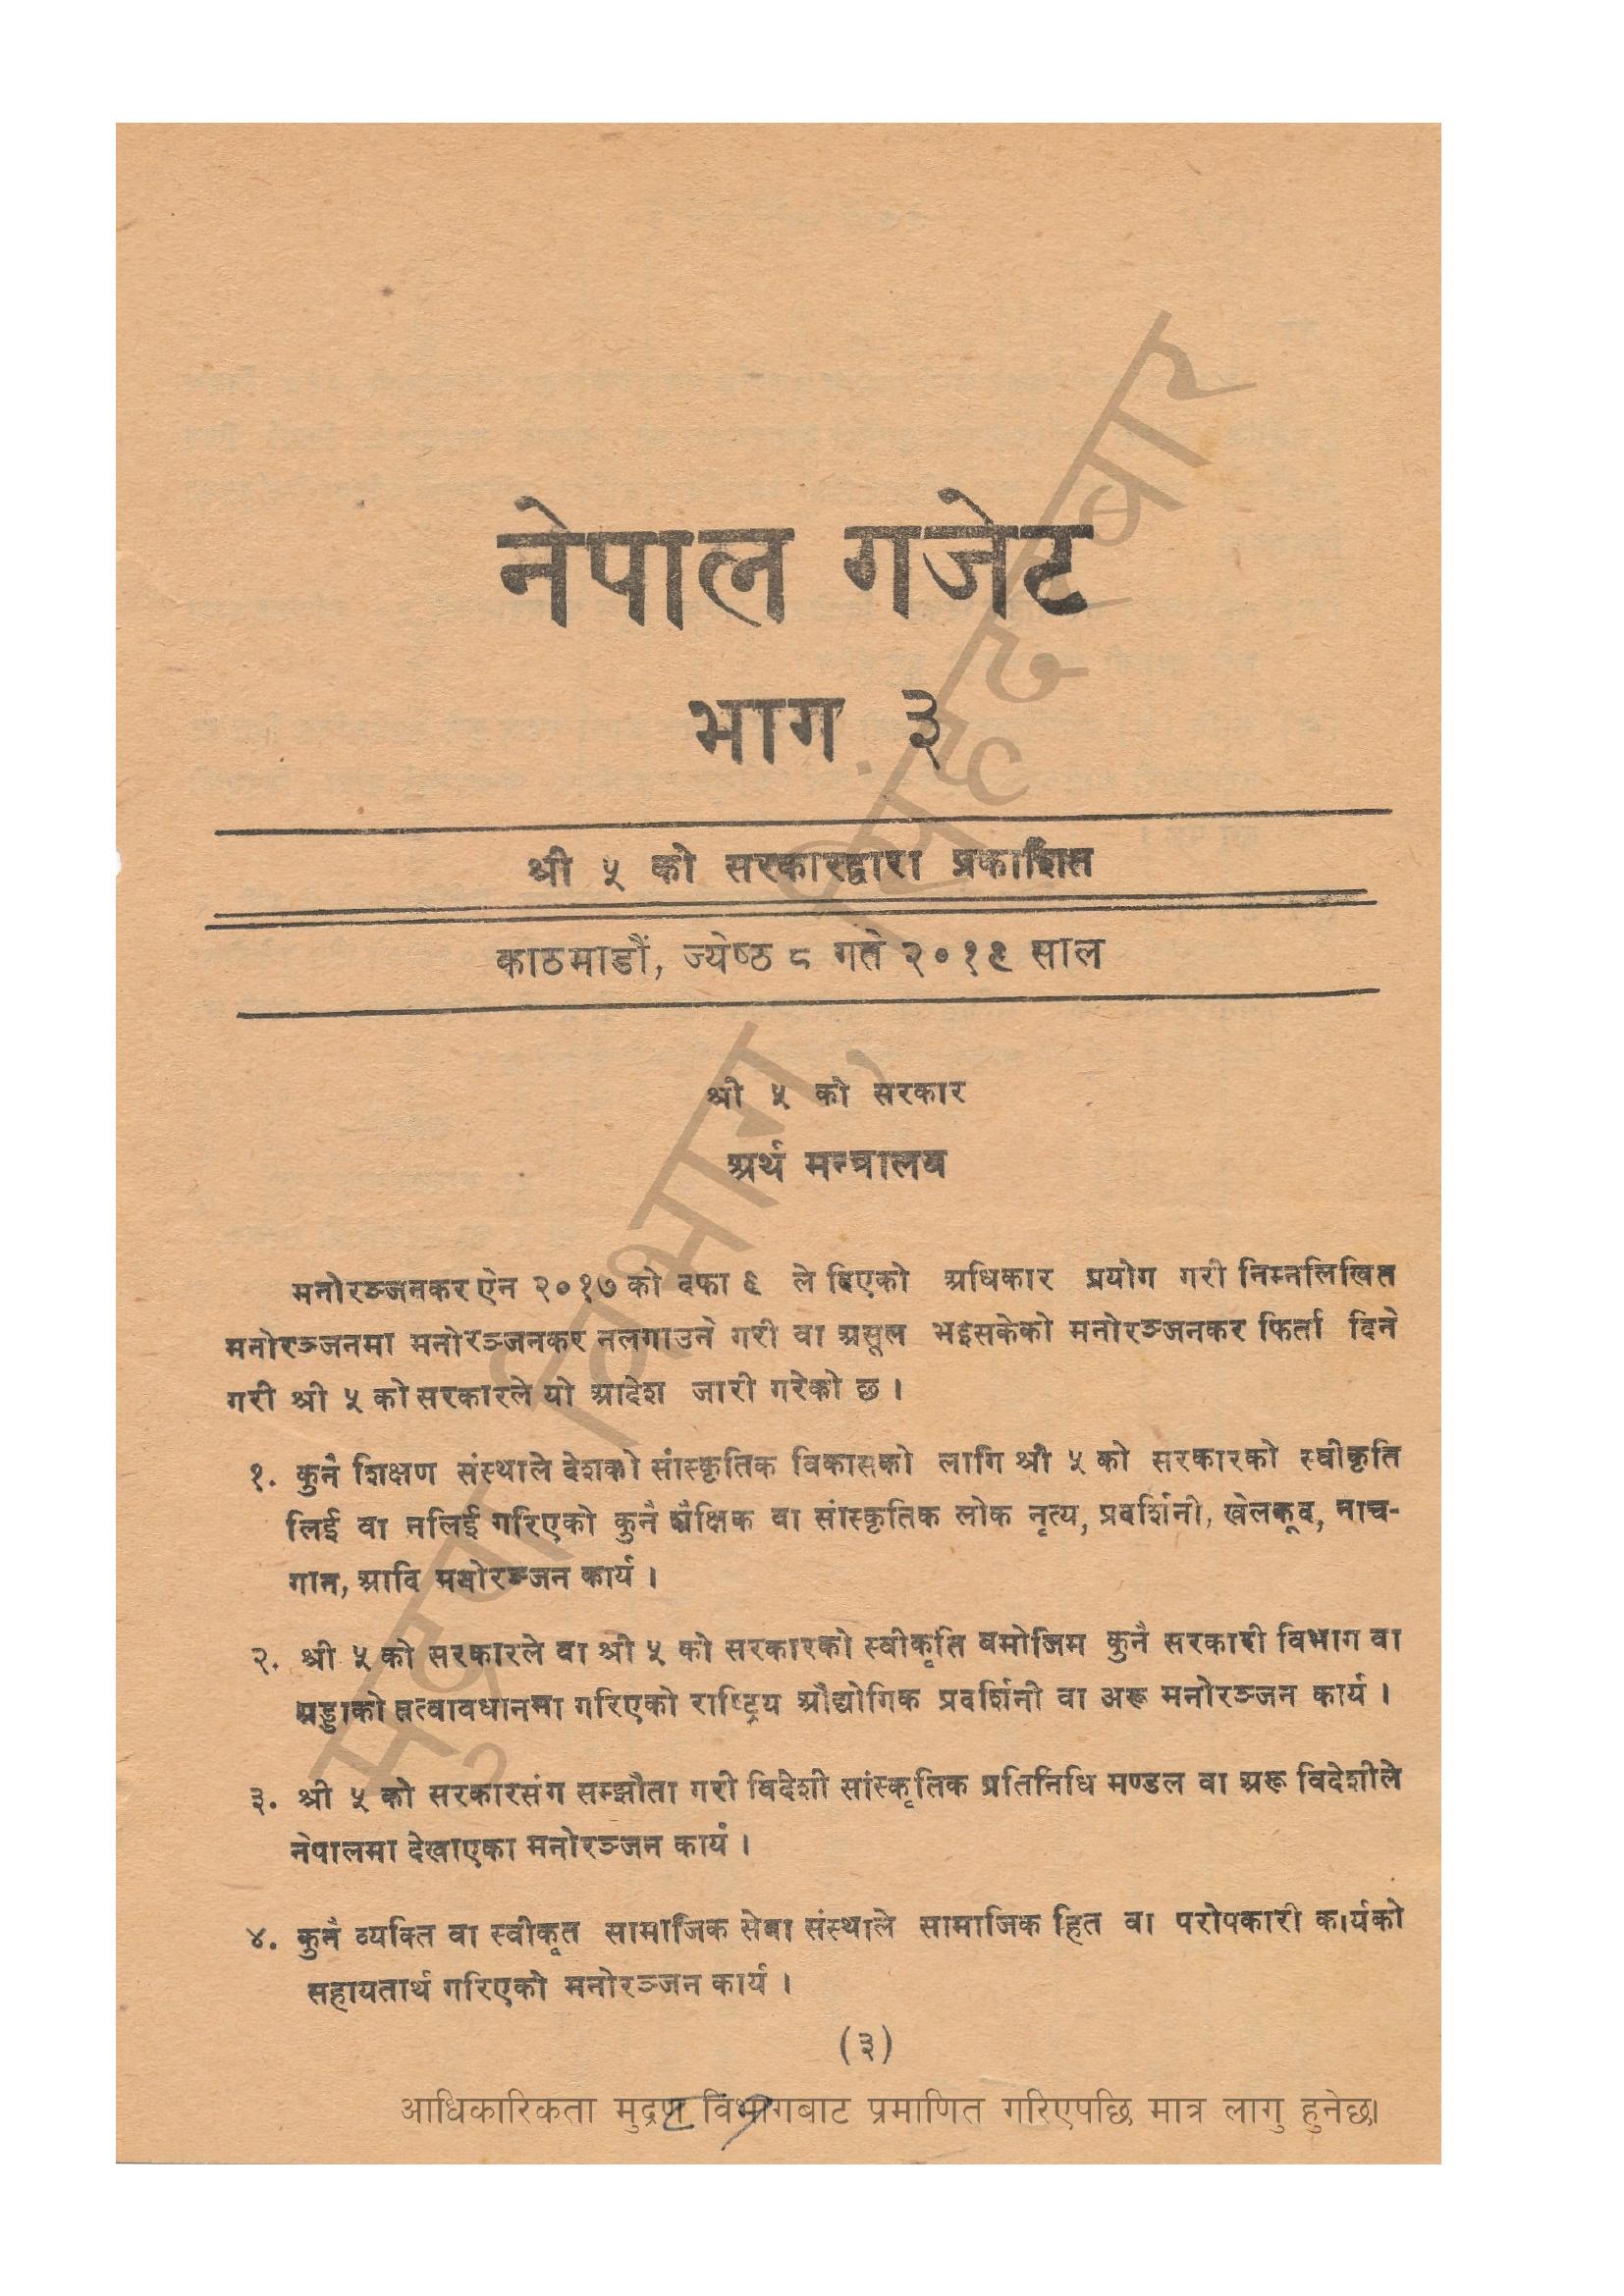 नेपाल गजेट
भाग ३
श्री ५ को सरकारद्वारा प्रकाशित
काठमाडौं, ज्येष्ठ ८ गते २०१९ साल
श्री ५ को सरकार
अर्थ मन्त्रालय
मनोरञ्जनकर ऐन २०१७ को दफा ९ ले दिएको अधिकार प्रयोग गरी निम्नलिखित
मनोरञ्जनमा मनोरञ्जनकर नलगाउने गरी वा असूल भइसकेको मनोरञ्जनकर फिर्ता दिने
गरी श्री ५ को सरकारले यो आदेश जारी गरेको छ ।
१. कुनै शिक्षण संस्थाले देशको सांस्कृतिक विकासको लागि श्री ५ को सरकारको स्वीकृति
लिई वा नलिई गरिएको कुनै शैक्षिक वा सांस्कृतिक लोक नृत्य, प्रदर्शिनी, खेलकूद, नाच-
गान, आदि मनोरञ्जन कार्य ।
२. श्री ५ को सरकारले वा श्री ५ को सरकारको स्वीकृति बमोजिम कुनै सरकारी विभाग वा
अड्डाको तत्वावधानमा गरिएको राष्ट्रिय औद्योगिक प्रदर्शिनी वा अरू मनोरञ्जन कार्य ।
३. श्री ५ को सरकारसंग सम्झौता गरी विदेशी सांस्कृतिक प्रतिनिधि मण्डल वा अरू विदेशीले
नेपालमा देखाएका मनोरञ्जन कार्य ।
४. कुनै व्यक्ति वा स्वीकृत सामाजिक सेवा संस्थाले सामाजिक हित वा परोपकारी कार्यको
सहायतार्थ गरिएको मनोरञ्जन कार्य ।
(३)
आधिकारिकता मुद्रण विभागबाट प्रमाणित गरिएपछि मात्र लागु हुनेछ।
मुद्रण विभाग, सिंहदरबार